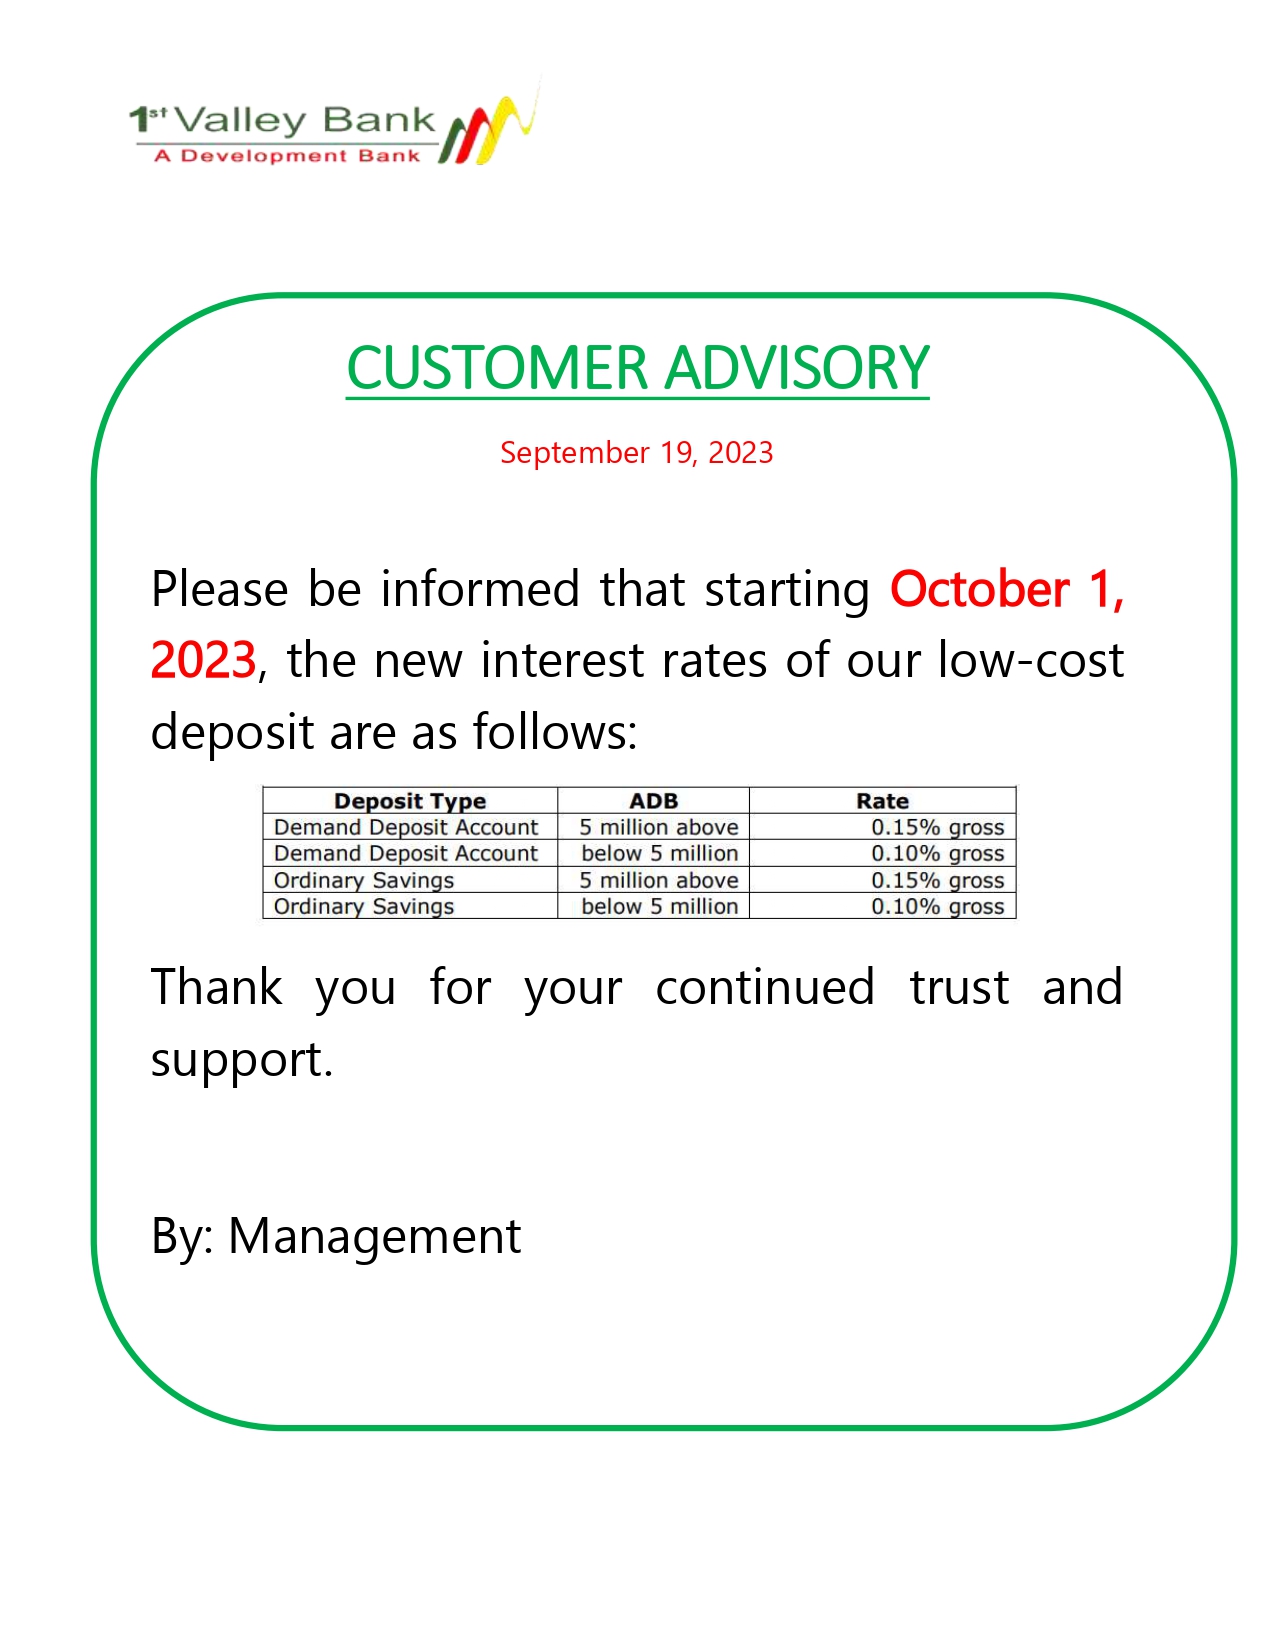 1st Valley Bank
A Development Bank
CUSTOMER ADVISORY
September 19, 2023
Please be informed that starting October 1,
2023, the new interest rates of our low-cost
deposit are as follows:
Deposit Type ADB Rate
Demand Deposit Account 5 million above 0.15% gross
Demand Deposit Account below 5 million 0.10% gross
Ordinary Savings 5 million above 0.15% gross
Ordinary Savings below 5 million 0.10% gross
Thank you for your continued trust and
support.
By: Management